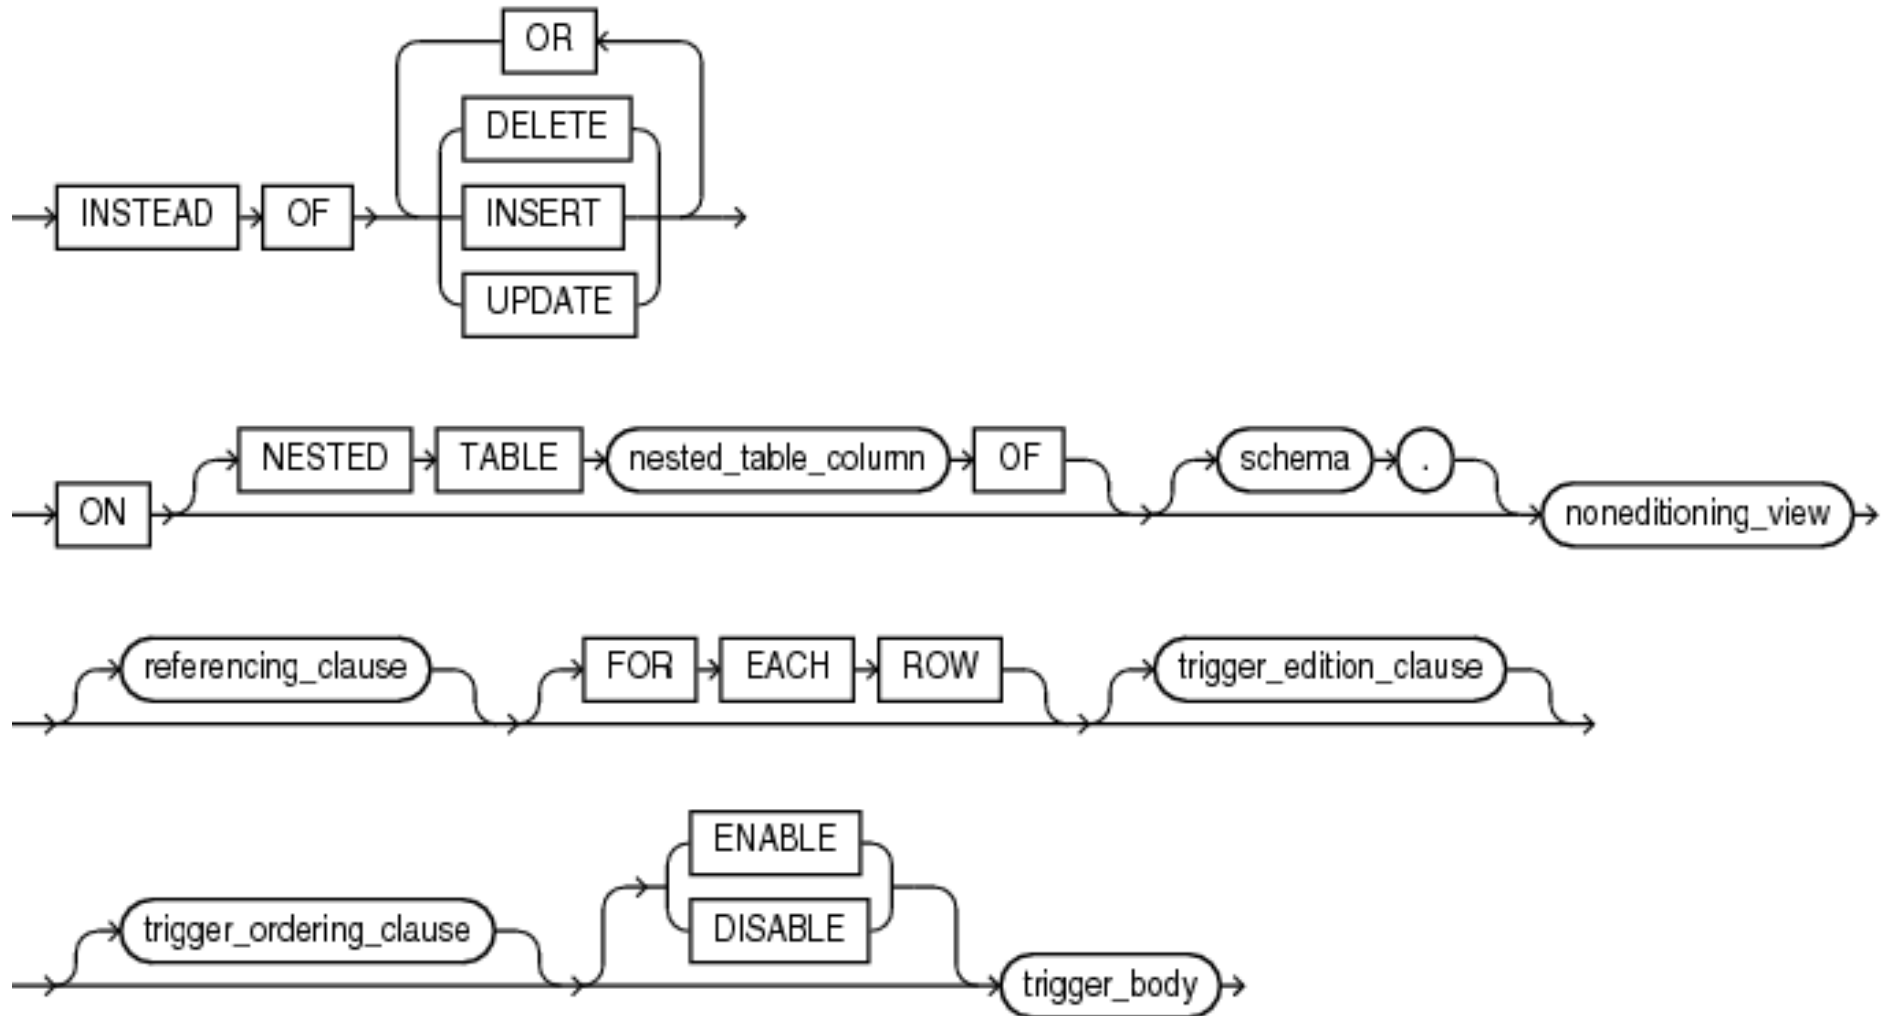 OR
DELETE
INSTEAD OF INSERT
UPDATE
NESTED TABLE nested_table_column OF schema .
ON noneditioning_view
referencing_clause FOR EACH ROW trigger_edition_clause
ENABLE
trigger_ordering_clause DISABLE
trigger_body